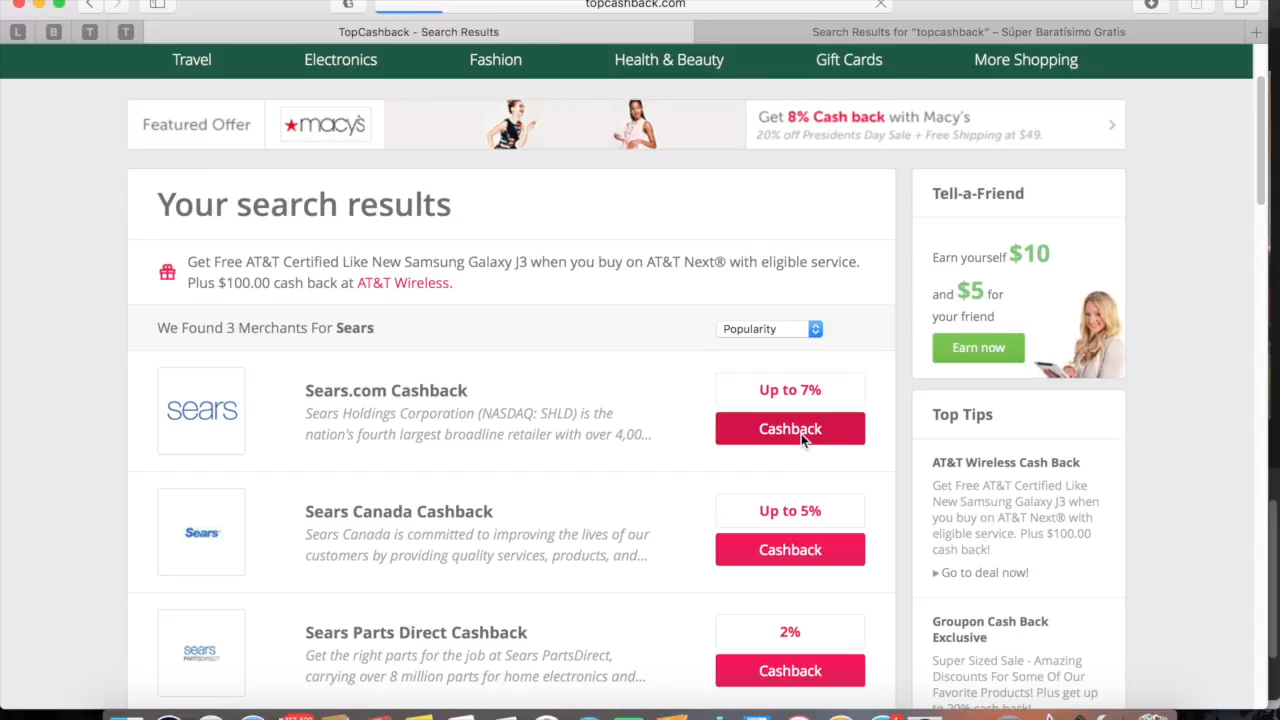 topcashback.com
L
B
T
T
TopCashback - Search Results
Search Results for "topcashback" – Súper Baratísimo Gratis
Travel
Electronics
Fashion
Health & Beauty
Gift Cards
More Shopping
Featured Offer
★macy's
Get 8% Cash back with Macy's
20% off Presidents Day Sale + Free Shipping at $49.
Your search results
Get Free AT&T Certified Like New Samsung Galaxy J3 when you buy on AT&T Next® with eligible service.
Plus $100.00 cash back at AT&T Wireless.
We Found 3 Merchants For Sears
Popularity
sears
Sears.com Cashback
Sears Holdings Corporation (NASDAQ: SHLD) is the
nation's fourth largest broadline retailer with over 4,00...
Up to 7%
Cashback
Sears
Sears Canada Cashback
Sears Canada is committed to improving the lives of our
customers by providing quality services, products, and...
Up to 5%
Cashback
sears
PARTSDIRECT
Sears Parts Direct Cashback
Get the right parts for the job at Sears PartsDirect,
carrying over 8 million parts for home electronics and...
2%
Cashback
Tell-a-Friend
Earn yourself $10
and $5 for
your friend
Earn now
Top Tips
AT&T Wireless Cash Back
Get Free AT&T Certified Like
New Samsung Galaxy J3 when
you buy on AT&T Next® with
eligible service. Plus $100.00
cash back!
▸ Go to deal now!
Groupon Cash Back
Exclusive
Super Sized Sale - Amazing
Discounts For Some Of Our
Favorite Products! Plus get up
to 20% cash back!